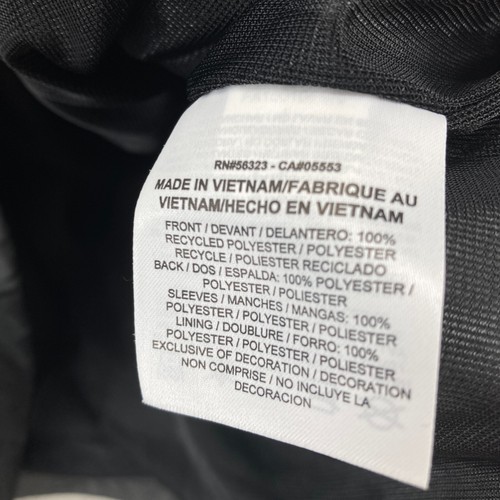 RN#56323 - CA#05553
MADE IN VIETNAM/FABRIQUE AU
VIETNAM/HECHO EN VIETNAM
FRONT / DEVANT / DELANTERO: 100%
RECYCLED POLYESTER / POLYESTER
RECYCLE / POLIESTER RECICLADO
BACK / DOS / ESPALDA: 100% POLYESTER /
POLYESTER / POLIESTER
SLEEVES / MANCHES / MANGAS: 100%
POLYESTER / POLYESTER / POLIESTER
LINING / DOUBLURE / FORRO: 100%
POLYESTER / POLYESTER / POLIESTER
EXCLUSIVE OF DECORATION / DECORATION
NON COMPRISE / NO INCLUYE LA
DECORACION